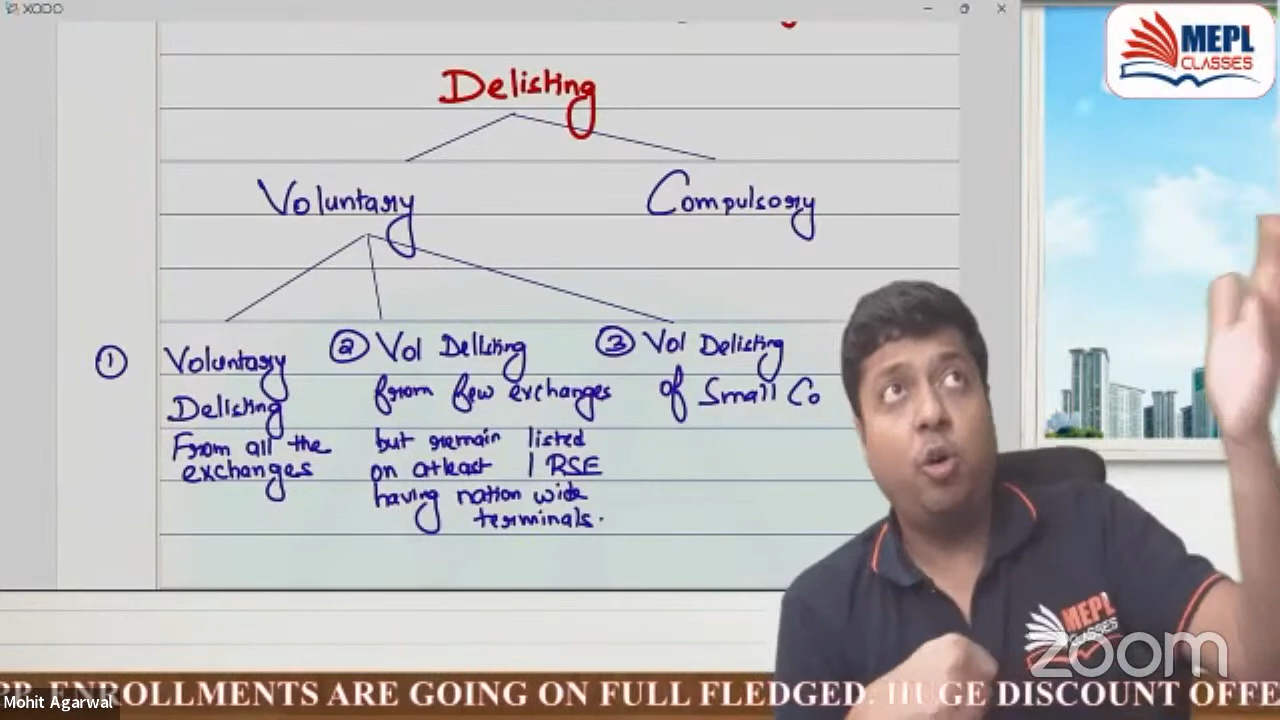 XODO
MEPL
CLASSES
Delisting
Voluntary
Compulsory
① Voluntary
Delisting
From all the
exchanges
② Vol Delisting
from few exchanges
but remain listed
on atleast 1 RSE
having nation wide
terminals.
③ Vol Delisting
of Small Co
MEPL
CLASSES
zoom
ENROLLMENTS ARE GOING ON FULL FLEDGED. HUGE DISCOUNT OFFE
Mohit Agarwal